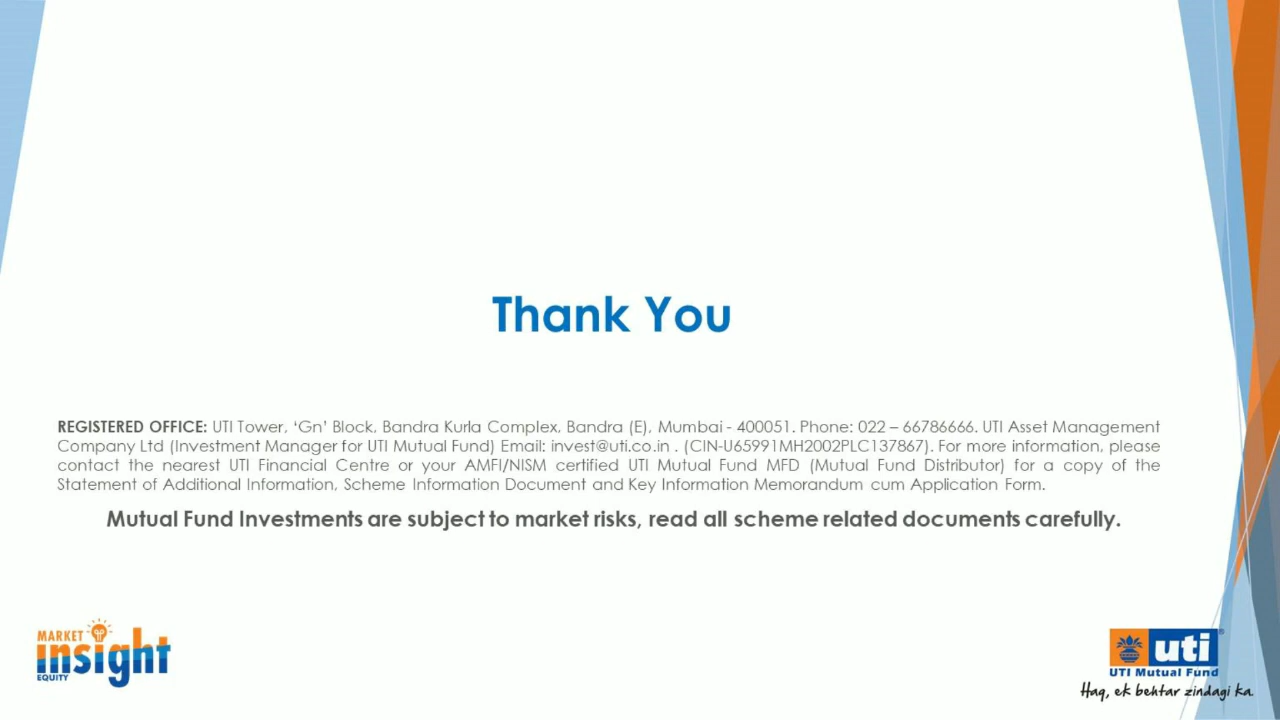 Thank You
REGISTERED OFFICE: UTI Tower, ‘Gn’ Block, Bandra Kurla Complex, Bandra (E), Mumbai - 400051. Phone: 022 – 66786666. UTI Asset Management
Company Ltd (Investment Manager for UTI Mutual Fund) Email: invest@uti.co.in . (CIN-U65991MH2002PLC137867). For more information, please
contact the nearest UTI Financial Centre or your AMFI/NISM certified UTI Mutual Fund MFD (Mutual Fund Distributor) for a copy of the
Statement of Additional Information, Scheme Information Document and Key Information Memorandum cum Application Form.
Mutual Fund Investments are subject to market risks, read all scheme related documents carefully.
MARKET
insight
EQUITY
uti®
UTI Mutual Fund
Haq, ek behtar zindagi ka.